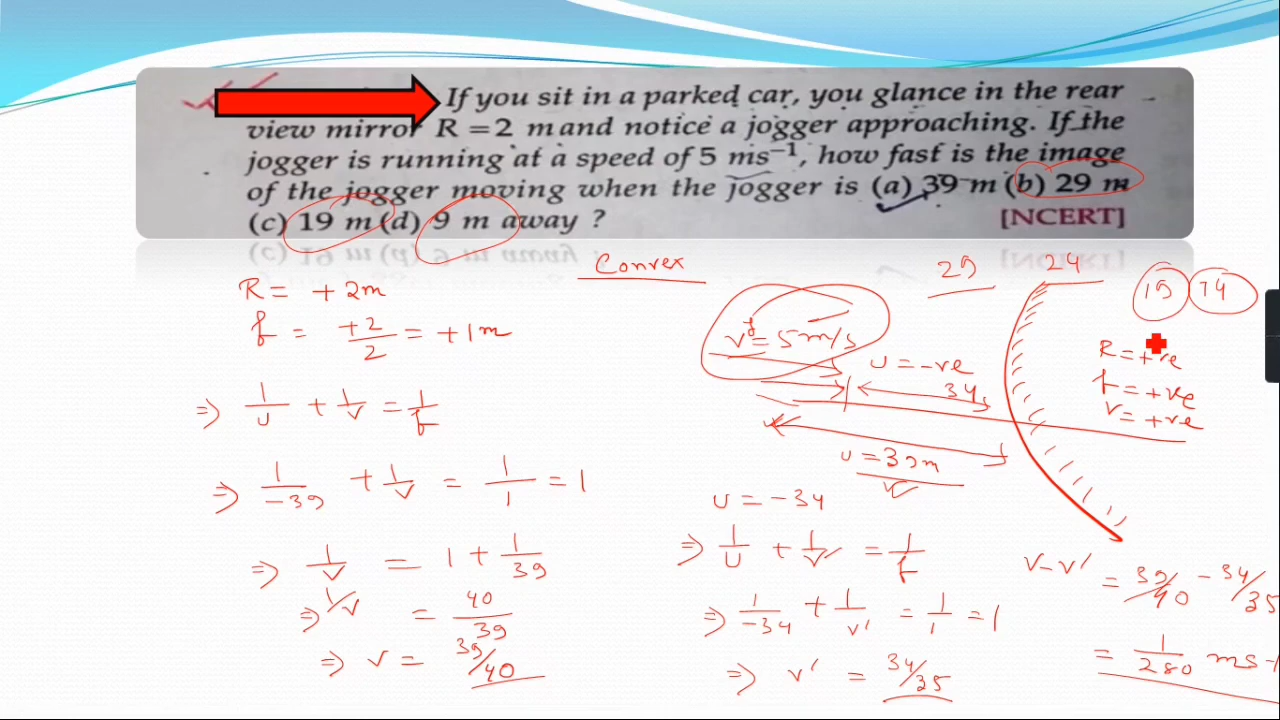 If you sit in a parked car, you glance in the rear
view mirror R = 2 m and notice a jogger approaching. If the
jogger is running at a speed of 5 ms⁻¹, how fast is the image
of the jogger moving when the jogger is (a) 39 m (b) 29 m
(c) 19 m (d) 9 m away ?
[NCERT]
Convex
R = +2m
f = +2/2 = +1m
⇒ 1/u + 1/v = 1/f
⇒ 1/-39 + 1/v = 1/1 = 1
⇒ 1/v = 1 + 1/39
⇒ 1/v = 40/39
⇒ v = 39/40
29
24
19
14
= 5m/s
u = -ve
34
u = 39m
R = +ve
f = +ve
v = +ve
u = -34
⇒ 1/u + 1/v' = 1/f
⇒ 1/-34 + 1/v' = 1/1 = 1
⇒ v' = 34/35
v - v'
= 39/40 - 34/35
= 1/280 ms-